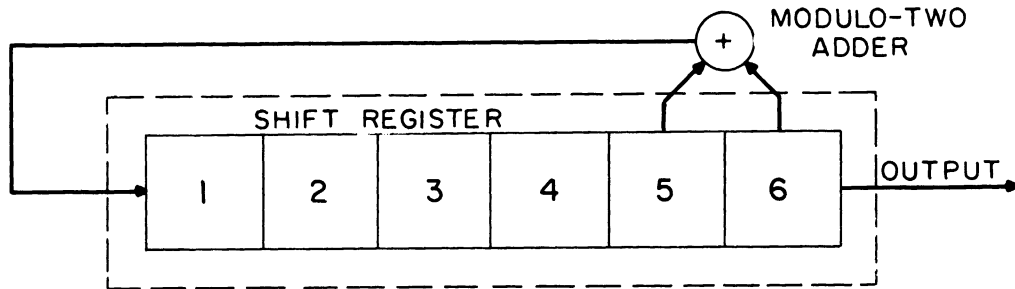 MODULO-TWO
ADDER
+
SHIFT REGISTER
1 2 3 4 5 6
OUTPUT